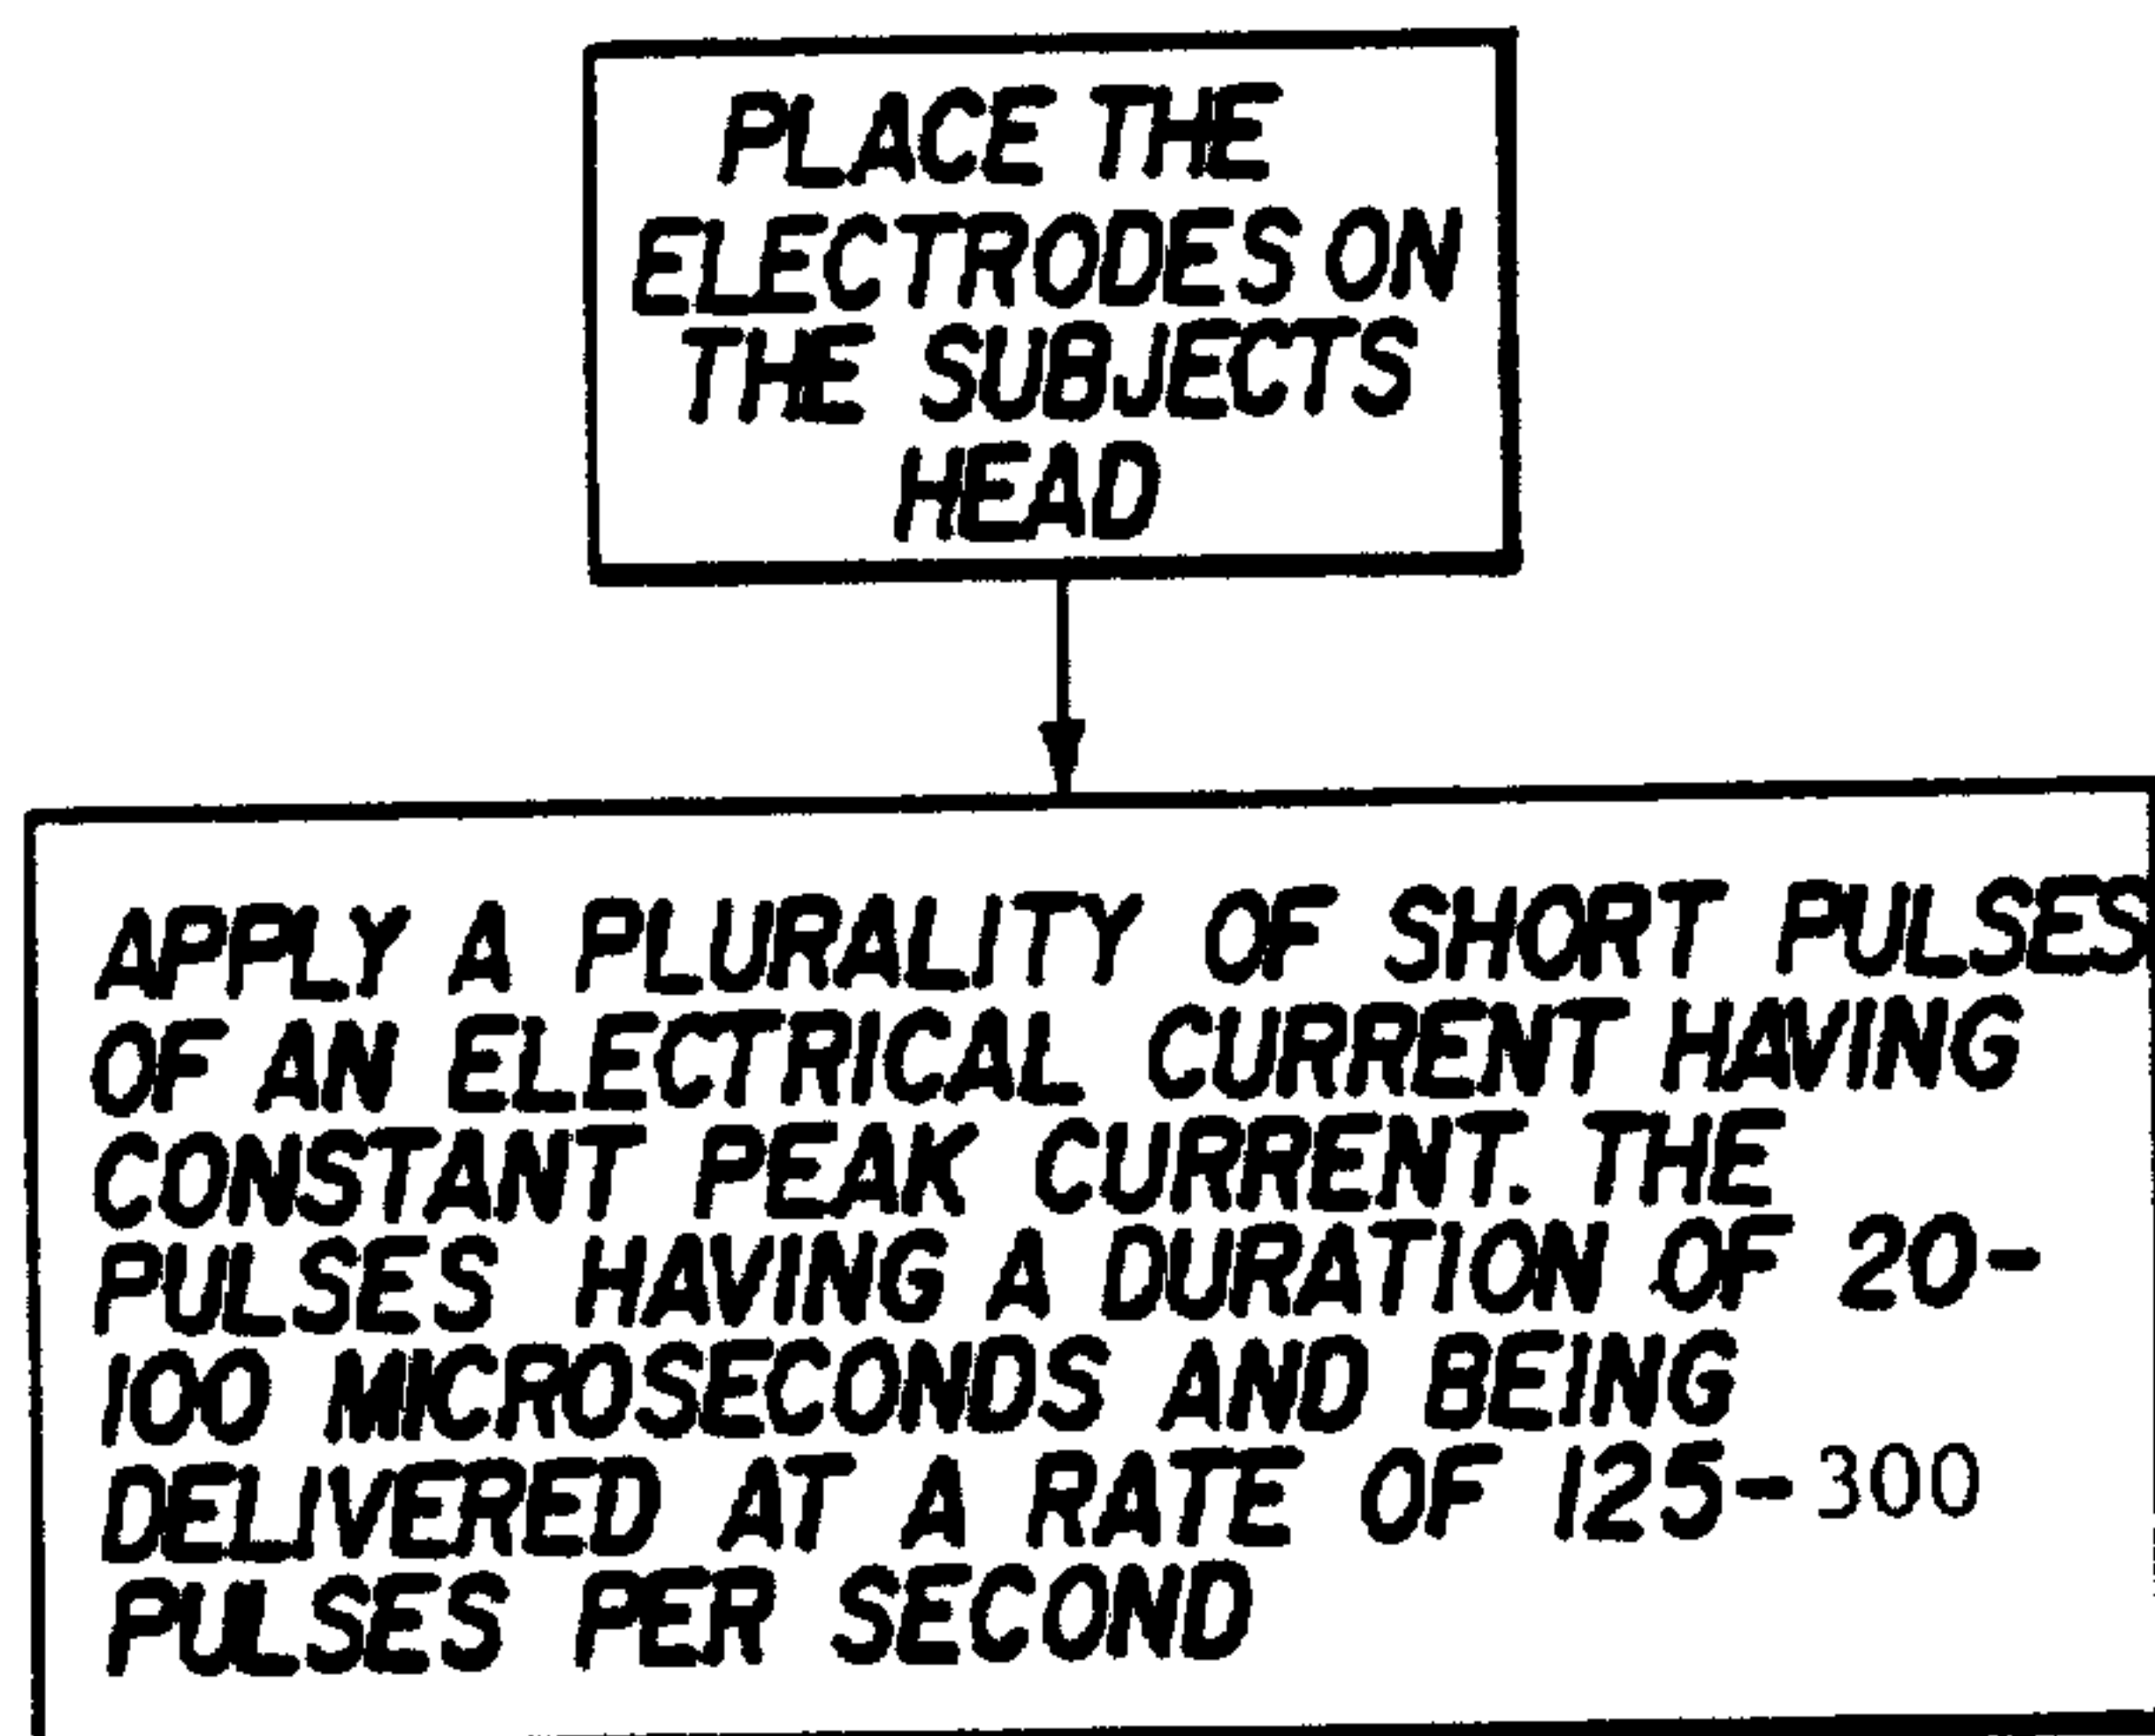 PLACE THE
ELECTRODES ON
THE SUBJECTS
HEAD
APPLY A PLURALITY OF SHORT PULSES
OF AN ELECTRICAL CURRENT HAVING
CONSTANT PEAK CURRENT. THE
PULSES HAVING A DURATION OF 20-
100 MICROSECONDS AND BEING
DELIVERED AT A RATE OF 125-300
PULSES PER SECOND